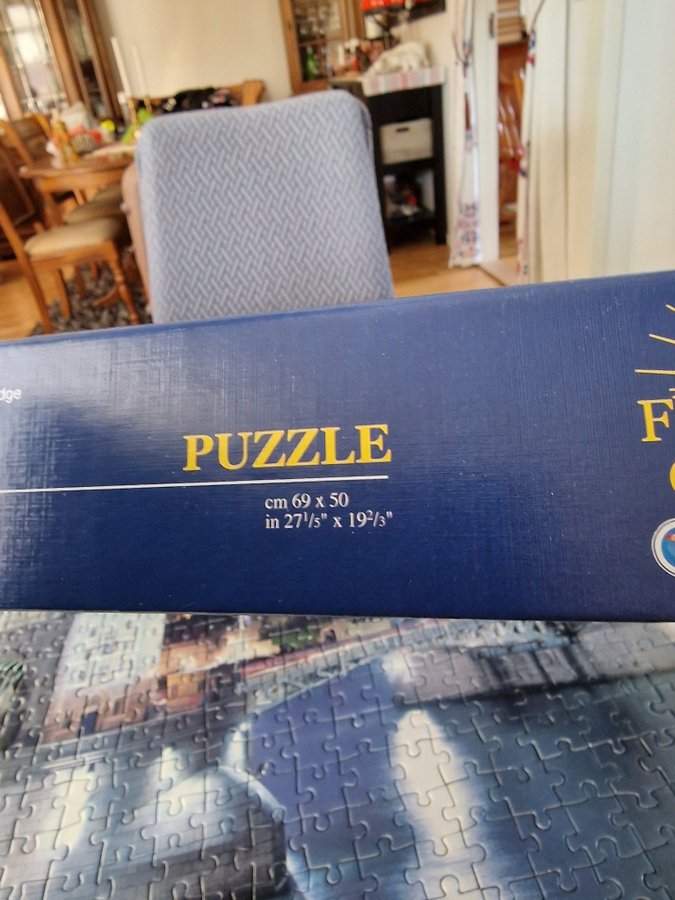 PUZZLE
cm 69 x 50
in 27¹/₅" x 19²/₃"